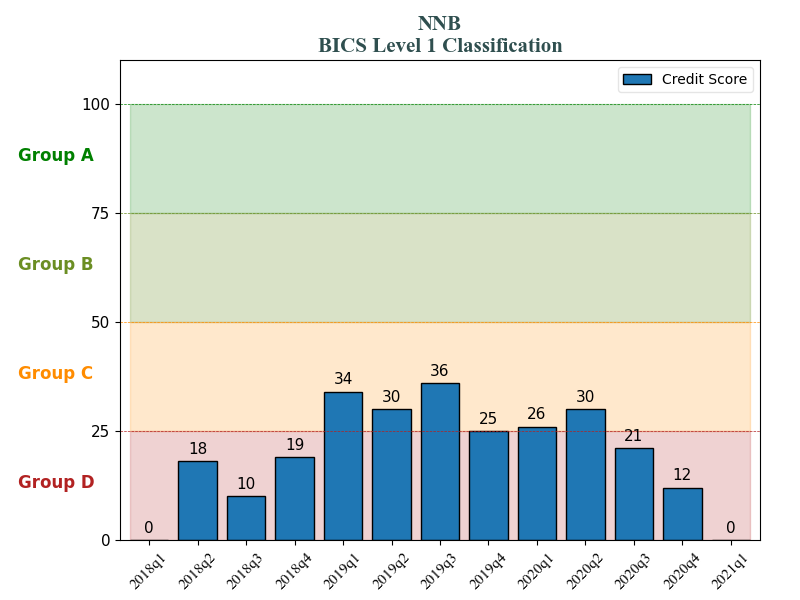 NNB
BICS Level 1 Classification
Credit Score
100
Group A
75
Group B
50
Group C
25
Group D
0
0
18
10
19
34
30
36
25
26
30
21
12
0
2018q1
2018q2
2018q3
2018q4
2019q1
2019q2
2019q3
2019q4
2020q1
2020q2
2020q3
2020q4
2021q1